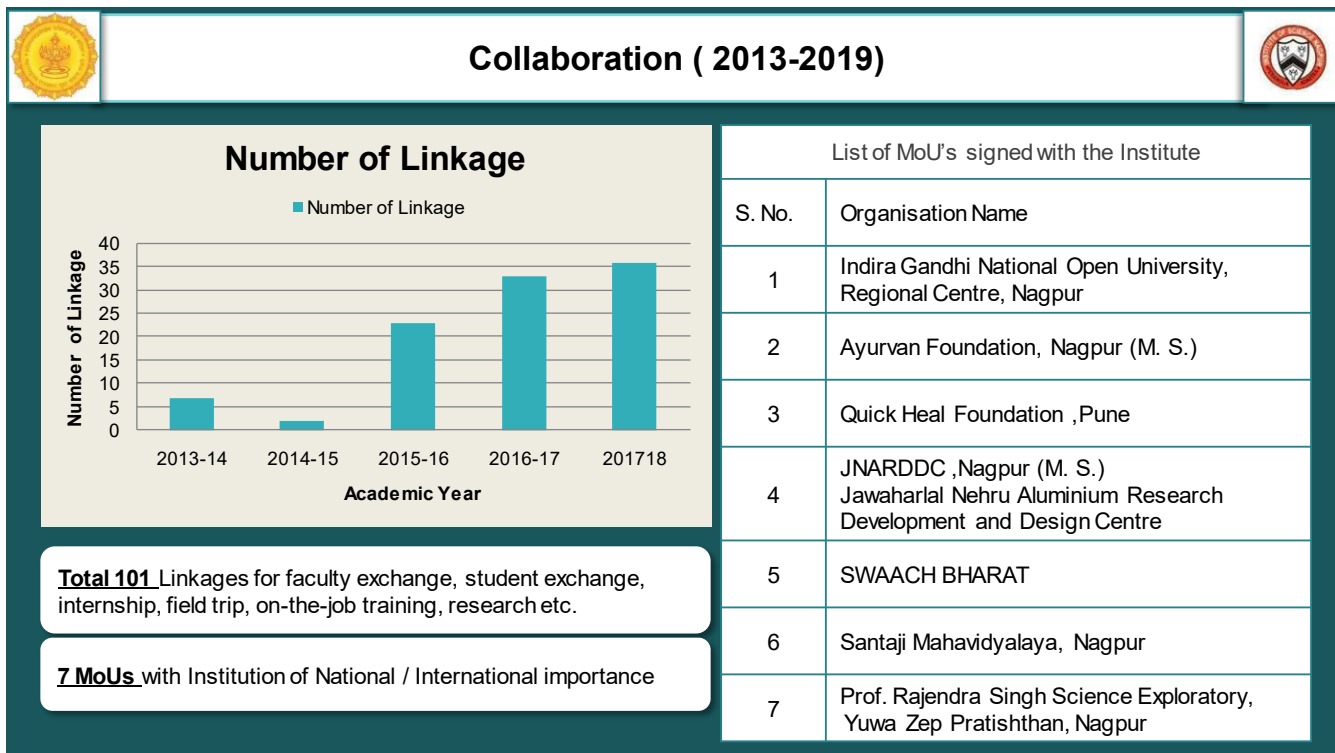 Collaboration ( 2013-2019)
Number of Linkage
Number of Linkage
Number of Linkage
40
35
30
25
20
15
10
5
0
2013-14 2014-15 2015-16 2016-17 201718
Academic Year
Total 101 Linkages for faculty exchange, student exchange,
internship, field trip, on-the-job training, research etc.
7 MoUs with Institution of National / International importance
List of MoU’s signed with the Institute
S. No. Organisation Name
1 Indira Gandhi National Open University,
Regional Centre, Nagpur
2 Ayurvan Foundation, Nagpur (M. S.)
3 Quick Heal Foundation ,Pune
4 JNARDDC ,Nagpur (M. S.)
Jawaharlal Nehru Aluminium Research
Development and Design Centre
5 SWAACH BHARAT
6 Santaji Mahavidyalaya, Nagpur
7 Prof. Rajendra Singh Science Exploratory,
Yuwa Zep Pratishthan, Nagpur